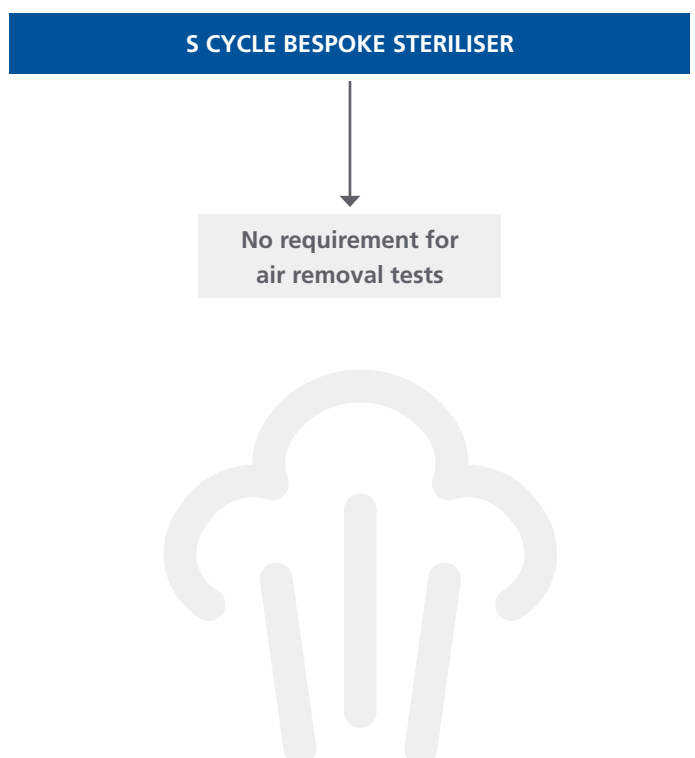 S CYCLE BESPOKE STERILISER
No requirement for
air removal tests